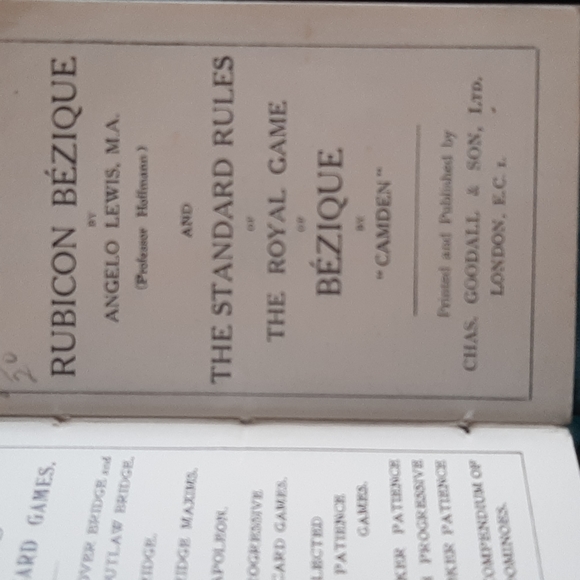 RUBICON BÉZIQUE
BY
ANGELO LEWIS, M.A.
(Professor Hoffmann)
AND
THE STANDARD RULES
OF
THE ROYAL GAME
OF
BÉZIQUE
BY
"CAMDEN"
Printed and Published by
CHAS. GOODALL & SON, LTD.
LONDON, E.C. 1.
20
ARD GAMES.
OVER BRIDGE and
UTLAW BRIDGE.
IDGE.
IDGE MAXIMS.
APOLEON.
OGRESSIVE
CARD GAMES.
LECTED
PATIENCE
GAMES.
KER PATIENCE
PROGRESSIVE
KER PATIENCE
OMPENDIUM OF
OMINOES.